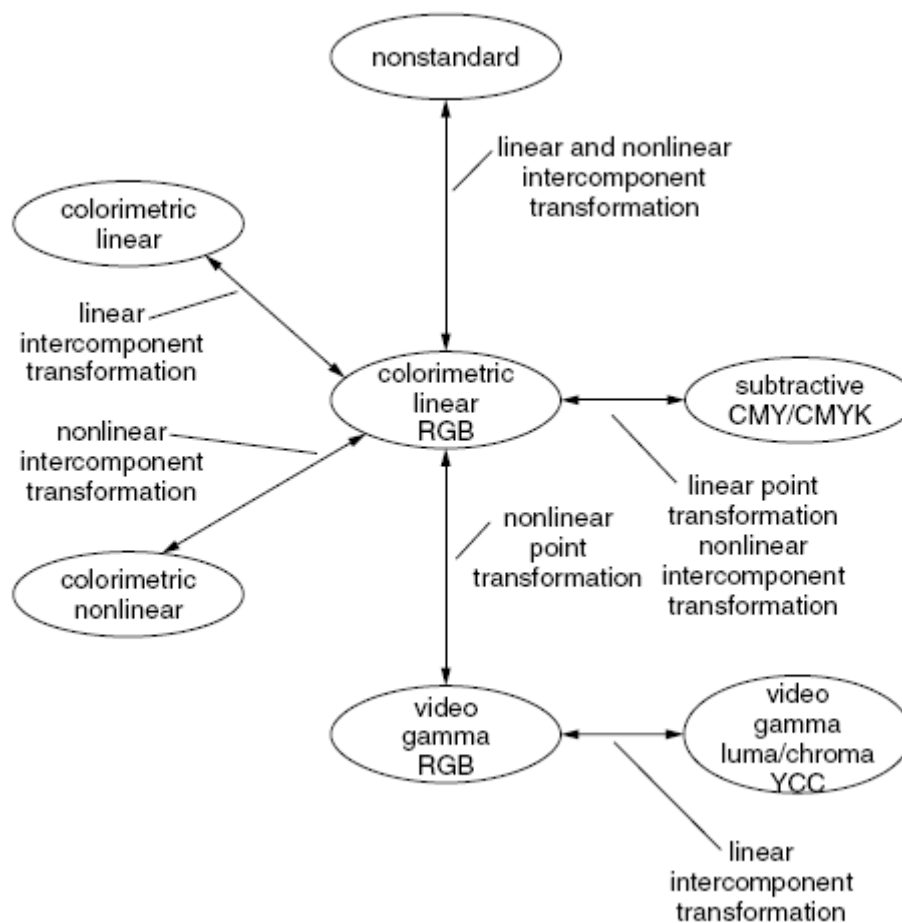 nonstandard
linear and nonlinear
intercomponent
transformation
colorimetric
linear
linear
intercomponent
transformation
colorimetric
linear
RGB
subtractive
CMY/CMYK
nonlinear
intercomponent
transformation
linear point
transformation
nonlinear
intercomponent
transformation
nonlinear
point
transformation
colorimetric
nonlinear
video
gamma
RGB
video
gamma
luma/chroma
YCC
linear
intercomponent
transformation